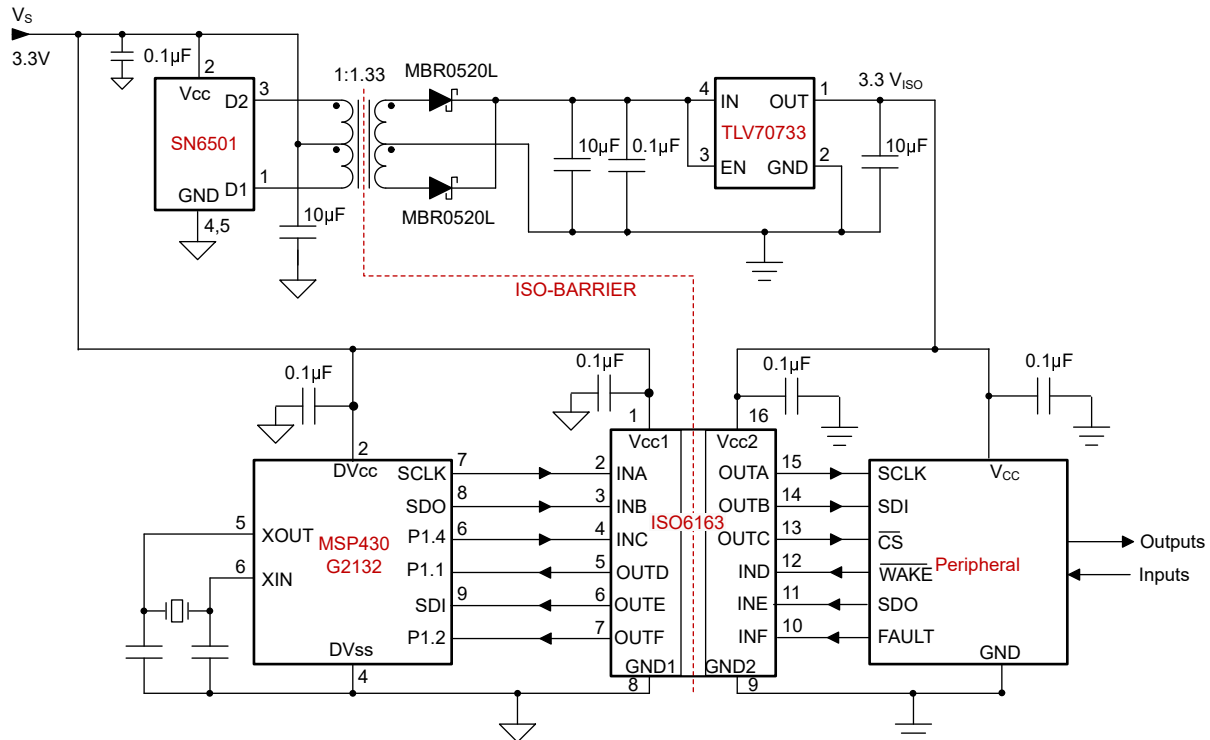 VS
3.3V
0.1µF
2
Vcc
D2
3
SN6501
D1
1
GND
4,5
10µF
1:1.33
MBR0520L
MBR0520L
10µF
0.1µF
4
IN
OUT
1
TLV70733
3
EN
GND
2
3.3 VISO
10µF
ISO-BARRIER
0.1µF
0.1µF
0.1µF
0.1µF
2
DVcc
SCLK
7
SDO
8
P1.4
6
P1.1
SDI
9
P1.2
5
XOUT
6
XIN
MSP430
G2132
DVss
4
1
Vcc1
2
INA
3
INB
4
INC
5
OUTD
6
OUTE
7
OUTF
GND1
8
ISO6163
16
Vcc2
OUTA
15
OUTB
14
OUTC
13
IND
12
INE
11
INF
10
GND2
9
VCC
SCLK
SDI
CS
WAKE
SDO
FAULT
Peripheral
GND
Outputs
Inputs